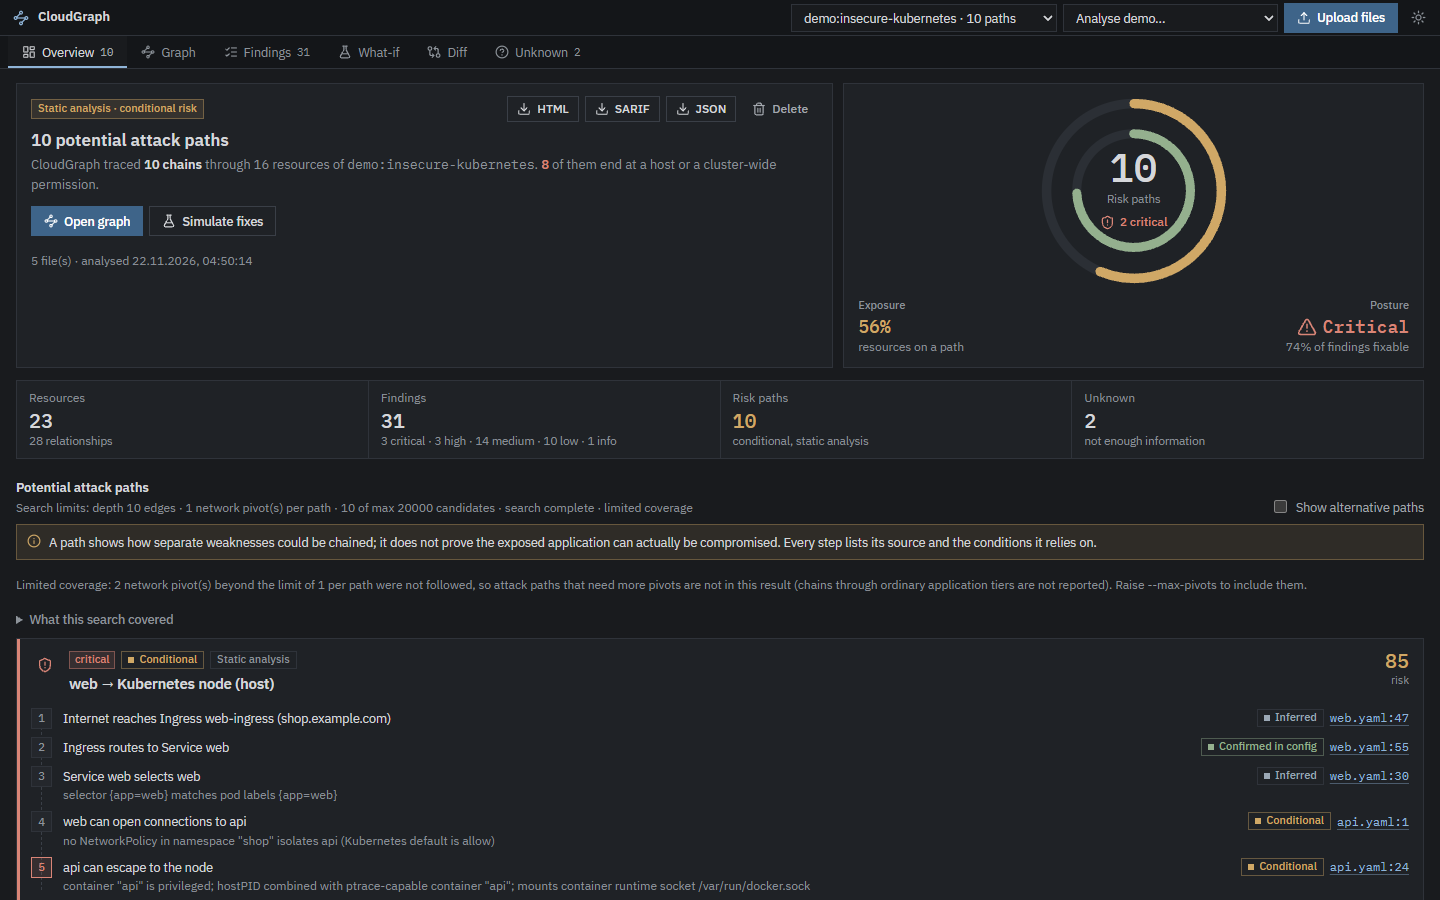 CloudGraph
demo:insecure-kubernetes · 10 paths
Analyse demo...
Upload files
Overview 10
Graph
Findings 31
What-if
Diff
Unknown 2
Static analysis · conditional risk
HTML
SARIF
JSON
Delete
10 potential attack paths
CloudGraph traced 10 chains through 16 resources of demo:insecure-kubernetes. 8 of them end at a host or a cluster-wide
permission.
Open graph
Simulate fixes
5 file(s) · analysed 22.11.2026, 04:50:14
10
Risk paths
2 critical
Exposure
56%
resources on a path
Posture
Critical
74% of findings fixable
Resources
23
28 relationships
Findings
31
3 critical · 3 high · 14 medium · 10 low · 1 info
Risk paths
10
conditional, static analysis
Unknown
2
not enough information
Potential attack paths
Search limits: depth 10 edges · 1 network pivot(s) per path · 10 of max 20000 candidates · search complete · limited coverage
Show alternative paths
A path shows how separate weaknesses could be chained; it does not prove the exposed application can actually be compromised. Every step lists its source and the conditions it relies on.
Limited coverage: 2 network pivot(s) beyond the limit of 1 per path were not followed, so attack paths that need more pivots are not in this result (chains through ordinary application tiers are not reported). Raise --max-pivots to include them.
What this search covered
critical
Conditional
Static analysis
85
risk
web → Kubernetes node (host)
1 Internet reaches Ingress web-ingress (shop.example.com) Inferred web.yaml:47
2 Ingress routes to Service web Confirmed in config web.yaml:55
3 Service web selects web Inferred web.yaml:30
selector {app=web} matches pod labels {app=web}
4 web can open connections to api Conditional api.yaml:1
no NetworkPolicy in namespace "shop" isolates api (Kubernetes default is allow)
5 api can escape to the node Conditional api.yaml:24
container "api" is privileged; hostPID combined with ptrace-capable container "api"; mounts container runtime socket /var/run/docker.sock